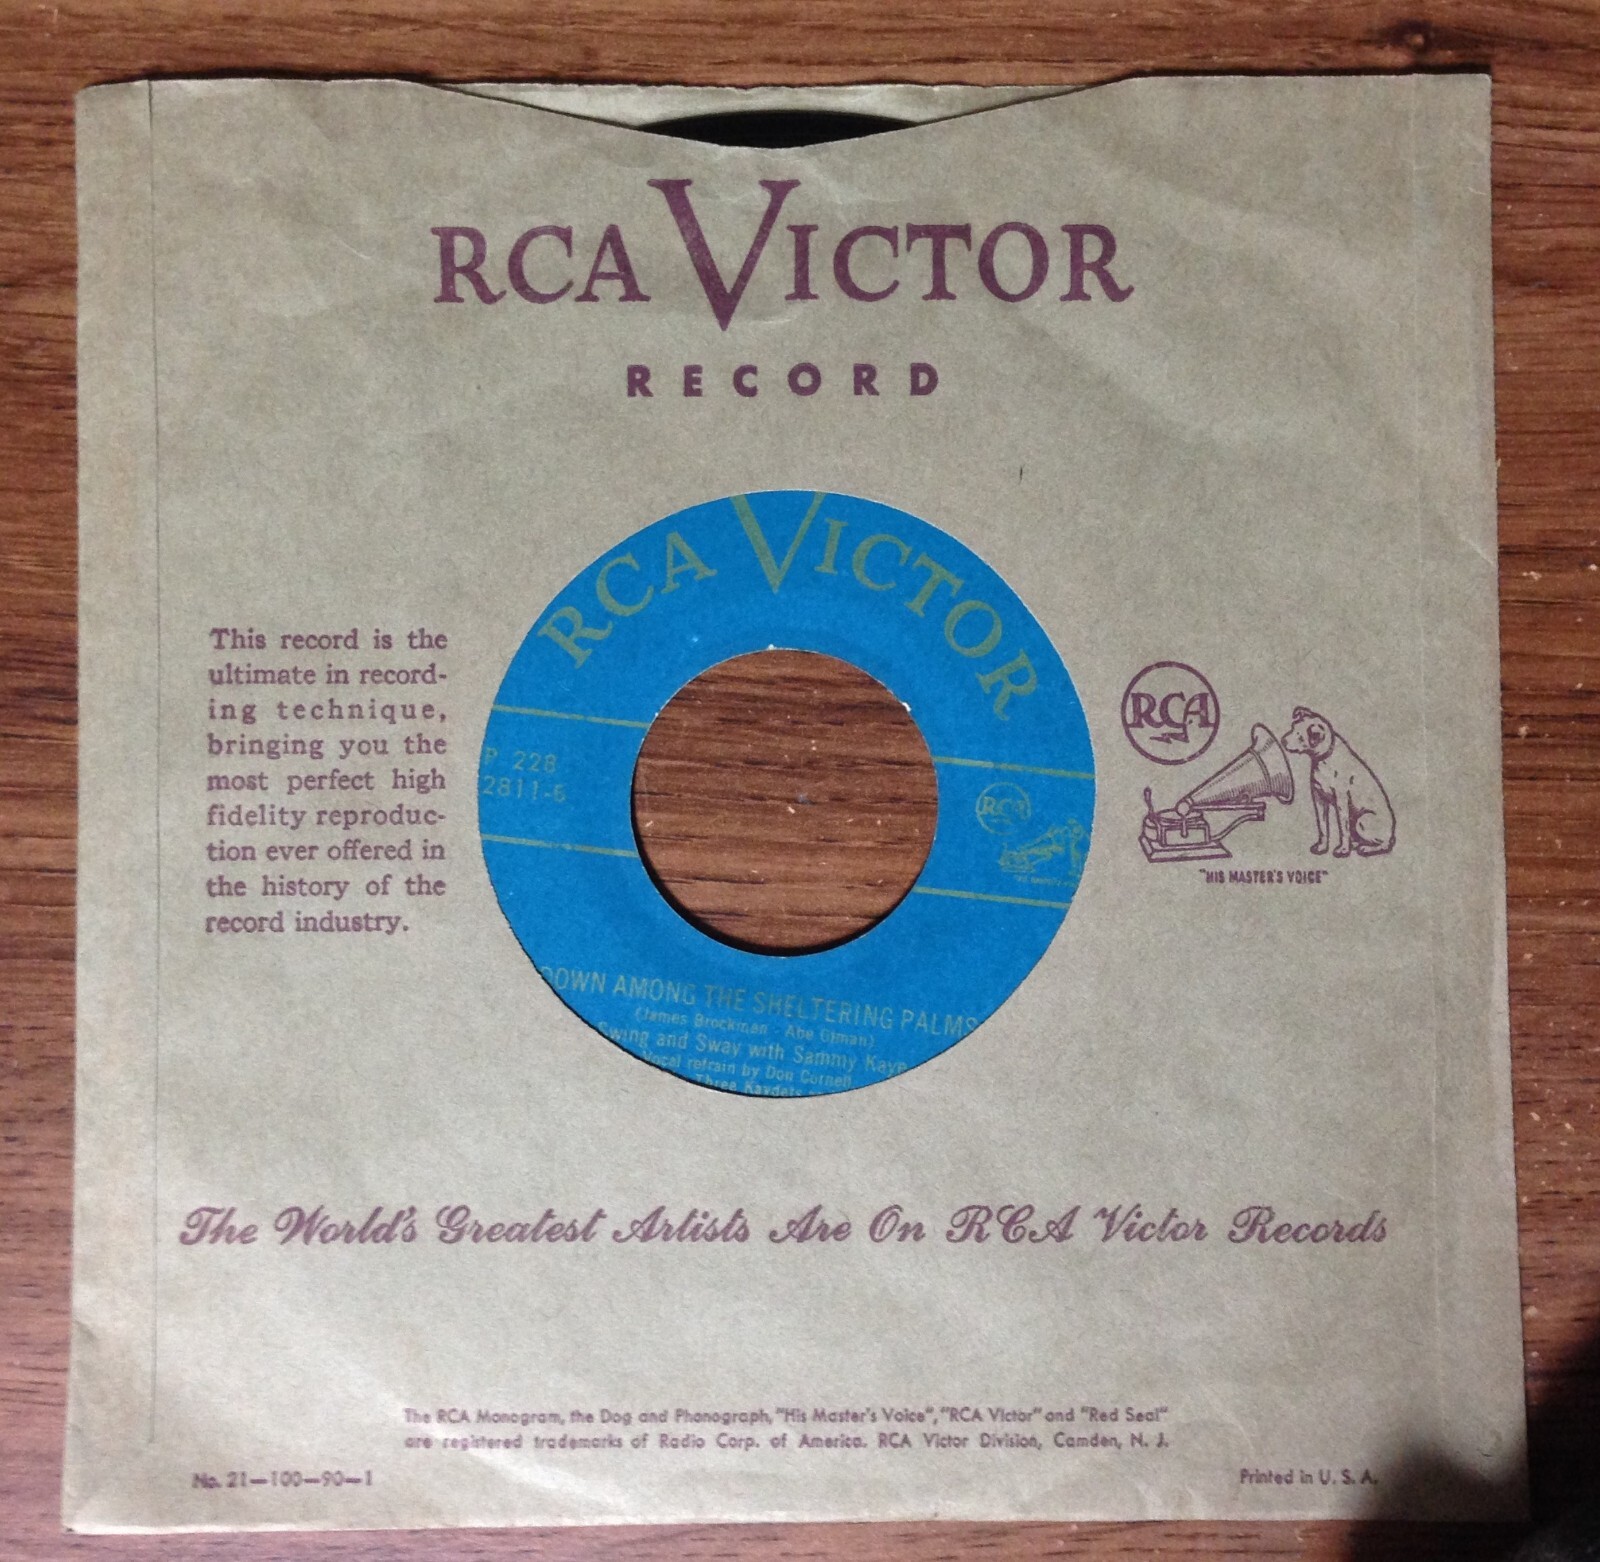 RCA VICTOR
RECORD
This record is the
ultimate in record-
ing technique,
bringing you the
most perfect high
fidelity reproduc-
tion ever offered in
the history of the
record industry.
RCA VICTOR
P 228
2811-6
RCA
DOWN AMONG THE SHELTERING PALMS
(James Brockman - Abe Olman)
Swing and Sway with Sammy Kaye
Vocal refrain by Don Cornell
Three Kaydets
RCA
"HIS MASTER'S VOICE"
The World's Greatest Artists Are On RCA Victor Records
The RCA Monogram, the Dog and Phonograph, "His Master's Voice", "RCA Victor" and "Red Seal"
are registered trademarks of Radio Corp. of America. RCA Victor Division, Camden, N. J.
No. 21—100—90—1
Printed in U. S. A.